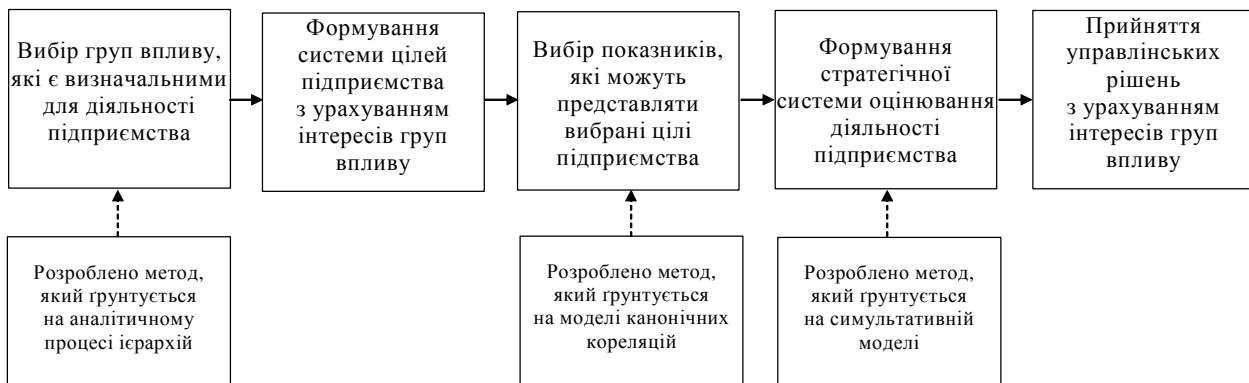 Вибір груп впливу,
які є визначальними
для діяльності
підприємства
Формування
системи цілей
підприємства
з урахуванням
інтересів груп
впливу
Вибір показників,
які можуть
представляти
вибрані цілі
підприємства
Формування
стратегічної
системи оцінювання
діяльності
підприємства
Прийняття
управлінських
рішень
з урахуванням
інтересів груп
впливу
Розроблено метод,
який ґрунтується
на аналітичному
процесі ієрархій
Розроблено метод,
який ґрунтується
на моделі канонічних
кореляцій
Розроблено метод,
який ґрунтується
на симультативній
моделі